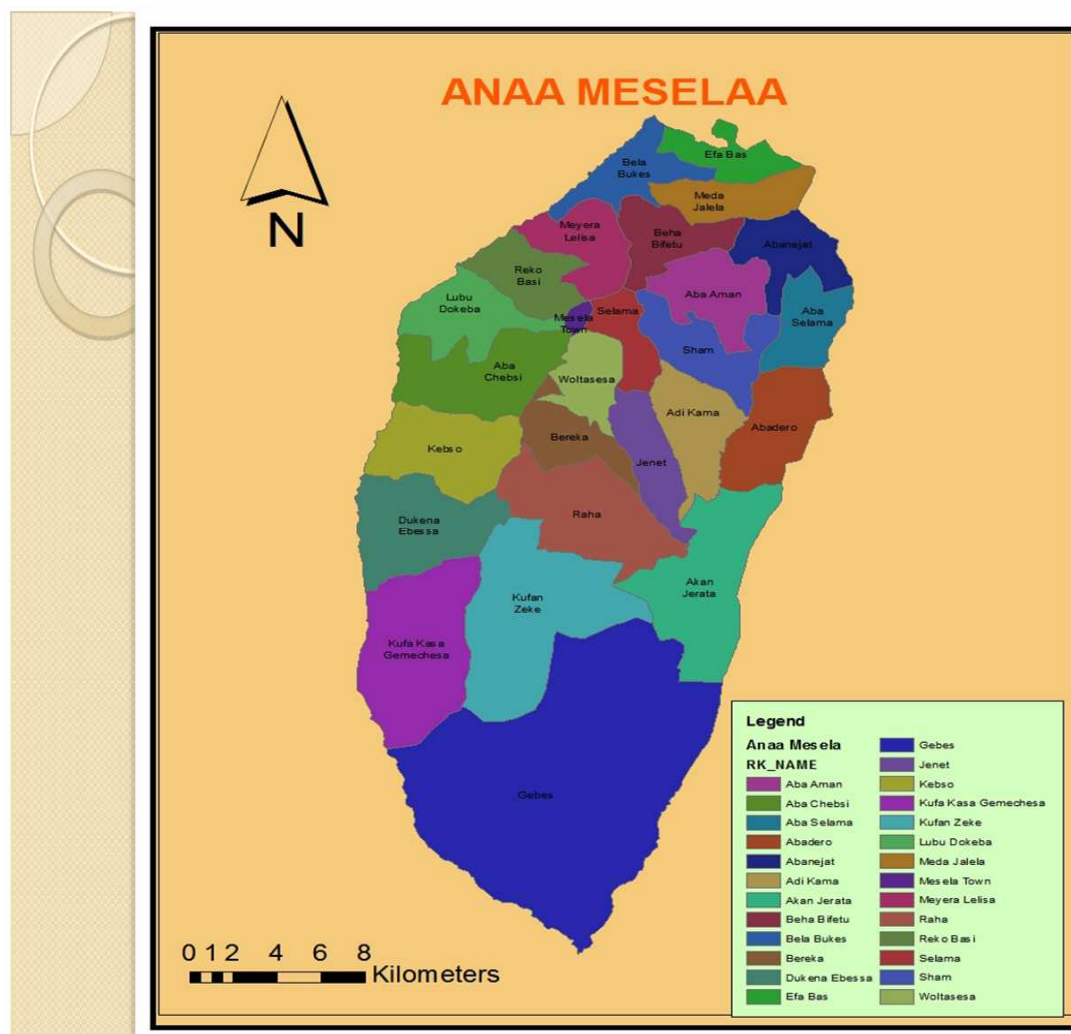 ANAA MESELAA
N
Efa Bas
Bela
Bukes
Meda
Jalela
Meyera
Lelisa
Beha
Bifetu
Abanejat
Reko
Basi
Aba Aman
Lubu
Dokeba
Selama
Mesela
Town
Aba
Selama
Sham
Aba
Chebsi
Woltasesa
Adi Kama
Abadero
Bereka
Kebso
Jenet
Raha
Dukena
Ebessa
Akan
Jerata
Kufan
Zeke
Kufa Kasa
Gemechesa
Gebes
0 1 2 4 6 8
Kilometers
Legend
Anaa Mesela
RK_NAME
Aba Aman
Aba Chebsi
Aba Selama
Abadero
Abanejat
Adi Kama
Akan Jerata
Beha Bifetu
Bela Bukes
Bereka
Dukena Ebessa
Efa Bas
Gebes
Jenet
Kebso
Kufa Kasa Gemechesa
Kufan Zeke
Lubu Dokeba
Meda Jalela
Mesela Town
Meyera Lelisa
Raha
Reko Basi
Selama
Sham
Woltasesa